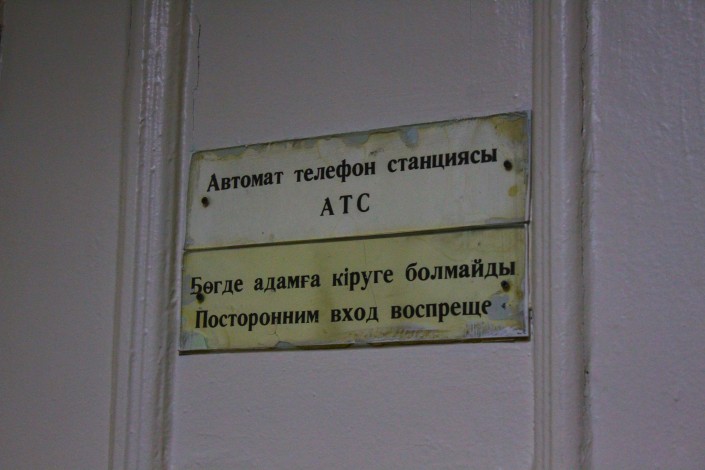 Автомат телефон станциясы
АТС
Бөгде адамға кіруге болмайды
Посторонним вход воспреще